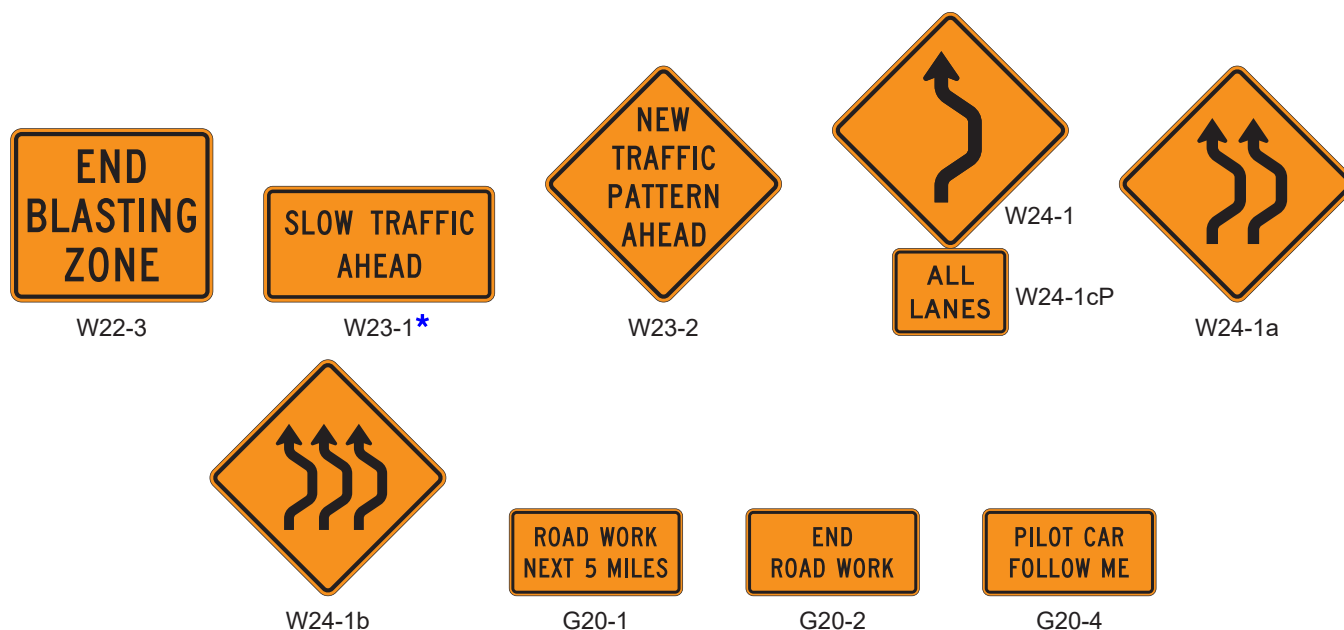 END
BLASTING
ZONE
W22-3
SLOW TRAFFIC
AHEAD
W23-1*
NEW
TRAFFIC
PATTERN
AHEAD
W23-2
W24-1
ALL
LANES
W24-1cP
W24-1a
W24-1b
ROAD WORK
NEXT 5 MILES
G20-1
END
ROAD WORK
G20-2
PILOT CAR
FOLLOW ME
G20-4